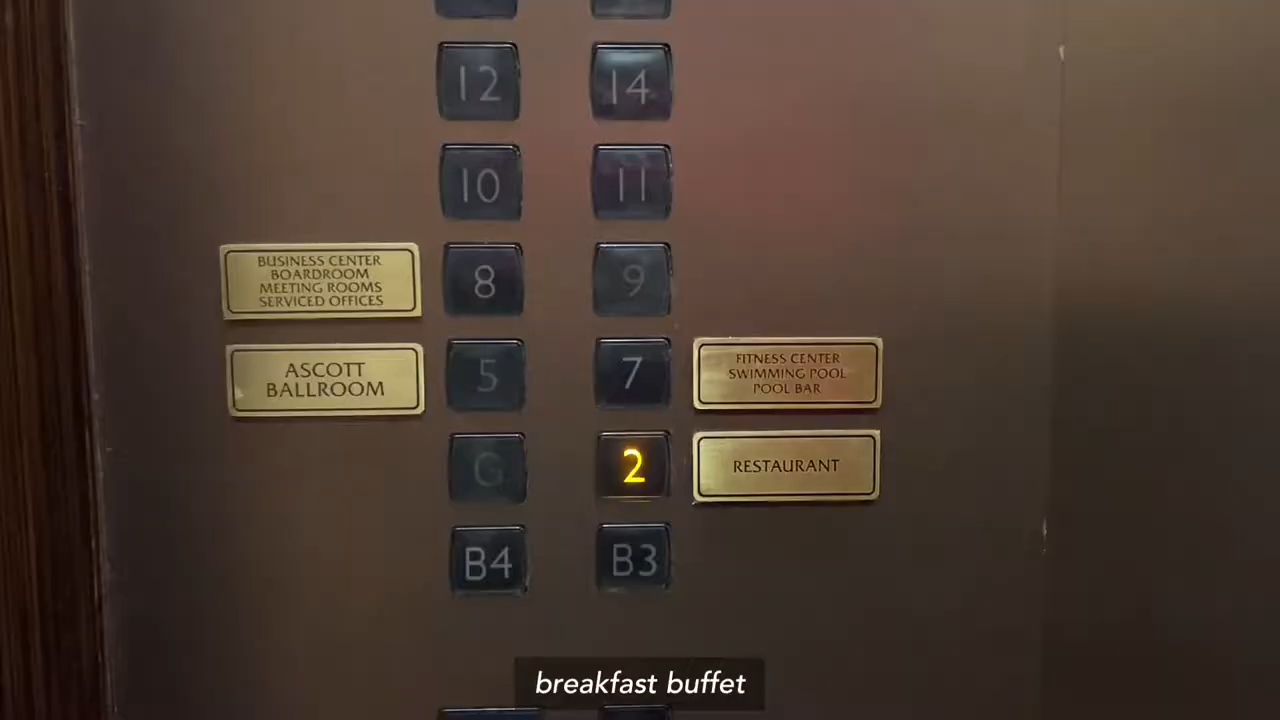 12 14
10 11
BUSINESS CENTER
BOARDROOM
MEETING ROOMS
SERVICED OFFICES
8 9
ASCOTT
BALLROOM
5 7
FITNESS CENTER
SWIMMING POOL
POOL BAR
G 2
RESTAURANT
B4 B3
breakfast buffet